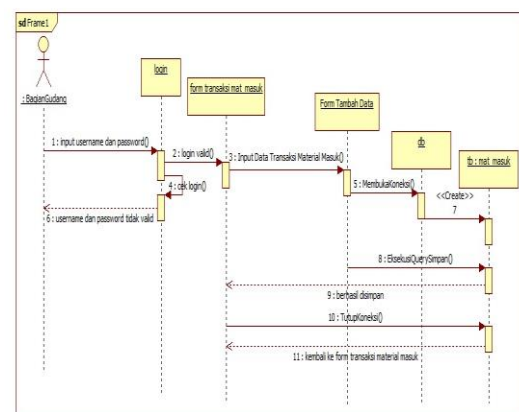 sd Frame1
: BagianGudang
login
form transaksi mat_masuk
Form Tambah Data
db
tb : mat_masuk
1 : input username dan password()
2 : login valid()
3 : Input Data Transaksi Material Masuk()
4 : cek login()
5 : MembukaKoneksi()
<<Create>>
7
6 : username dan password tidak valid
8 : EksekusiQuerySimpan()
9 : berhasil disimpan
10 : TutupKoneksi()
11 : kembali ke form transaksi material masuk